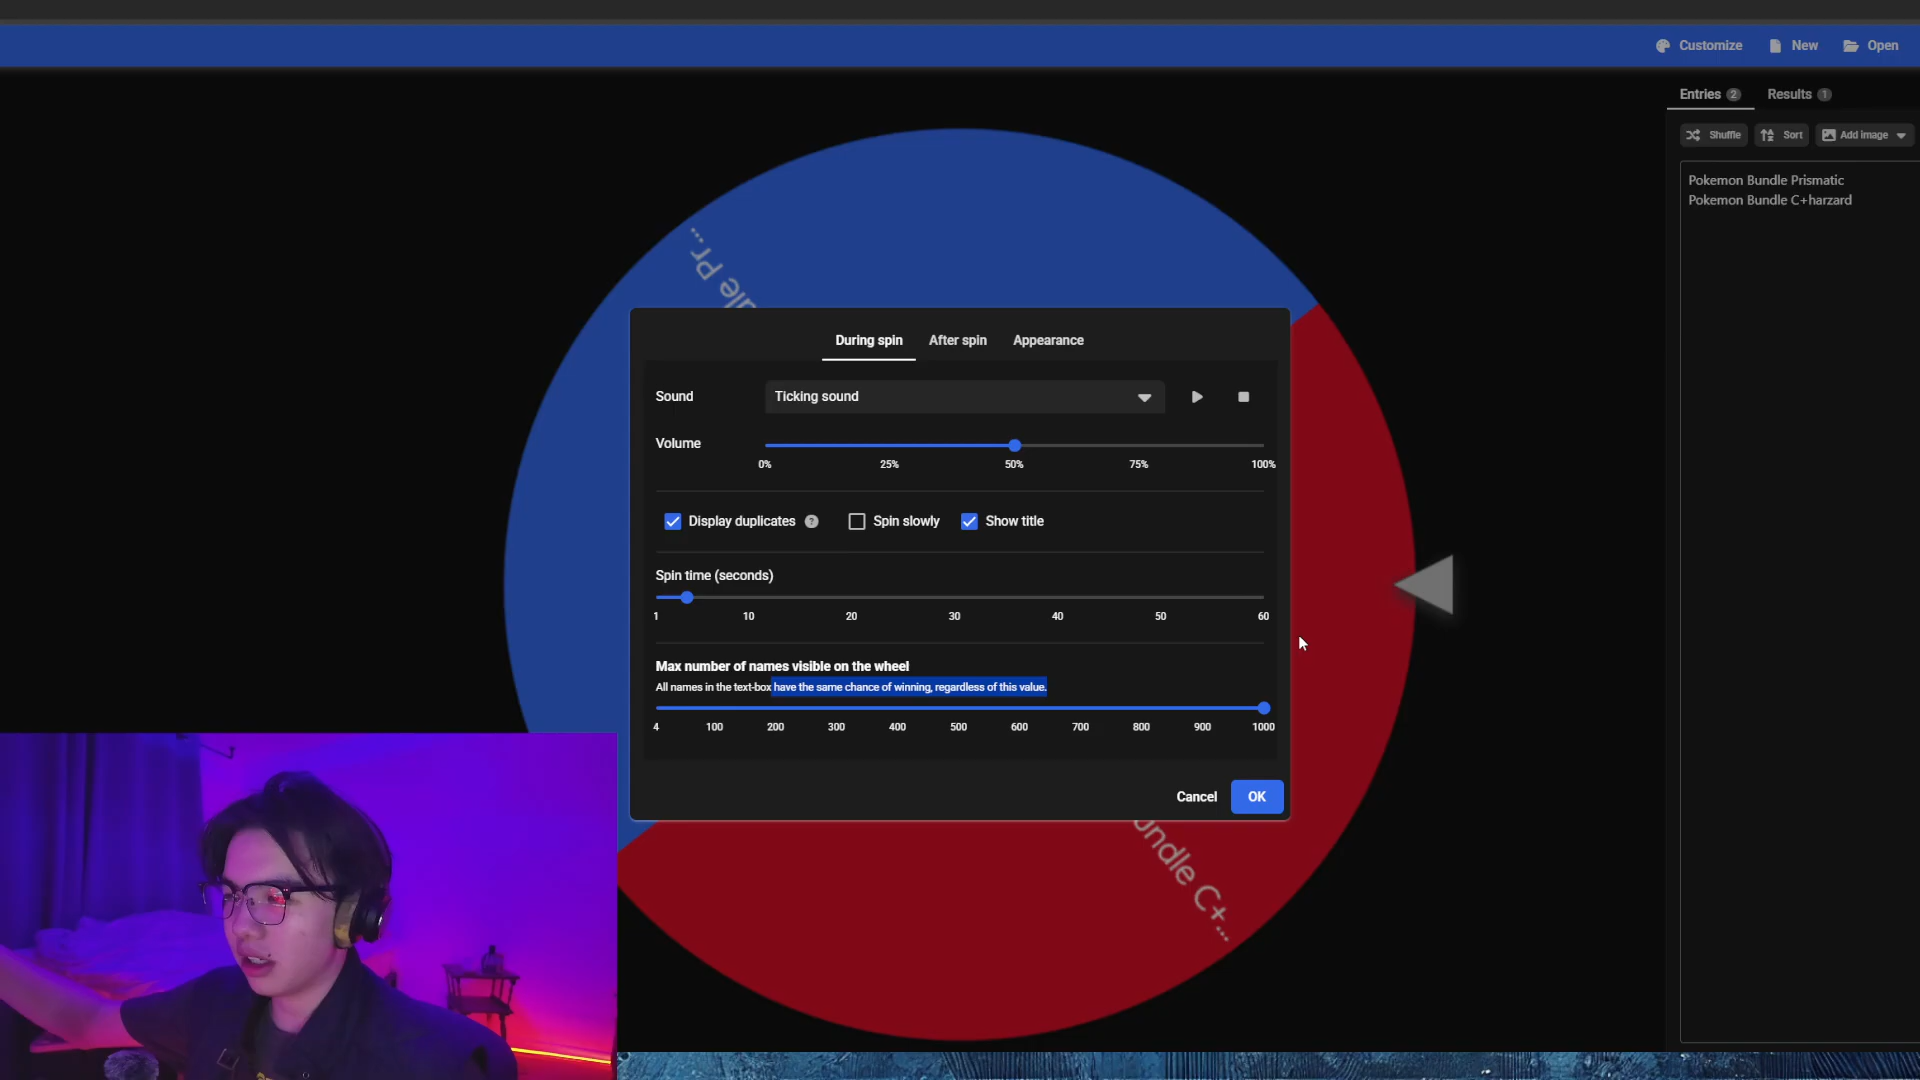 Customize New Open
Entries 2 Results 1
Shuffle Sort Add image
Pokemon Bundle Prismatic
Pokemon Bundle C+harzard
dle Pr...
During spin After spin Appearance
Sound Ticking sound
Volume
0% 25% 50% 75% 100%
Display duplicates ? Spin slowly Show title
Spin time (seconds)
1 10 20 30 40 50 60
Max number of names visible on the wheel
All names in the text-box have the same chance of winning, regardless of this value.
4 100 200 300 400 500 600 700 800 900 1000
Cancel OK
undle C+...